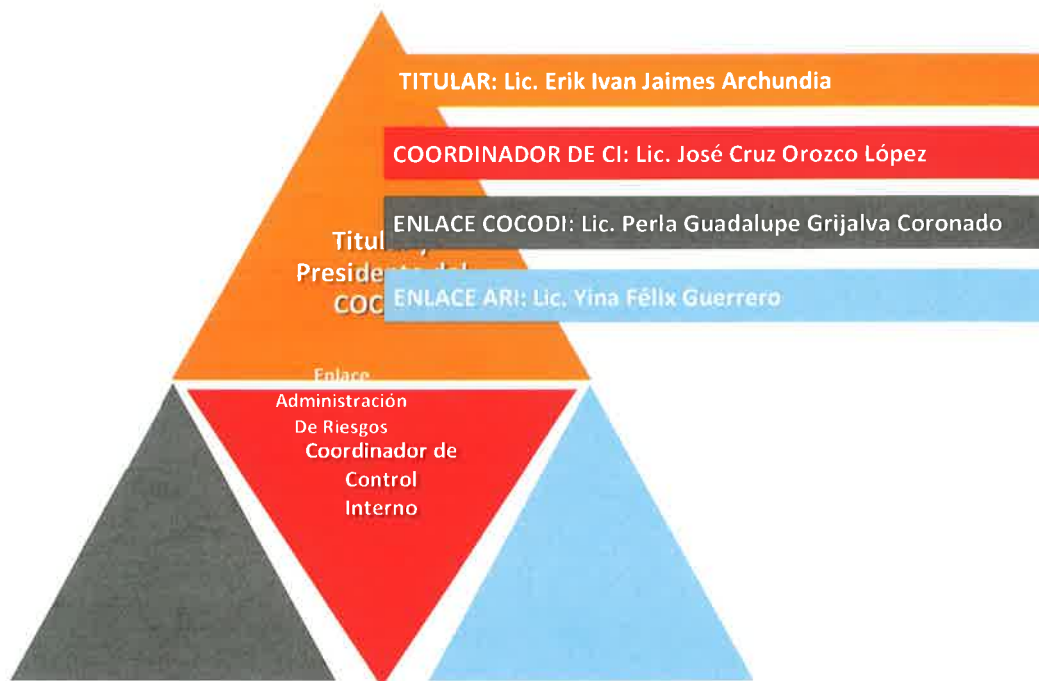 TITULAR: Lic. Erik Ivan Jaimes Archundia
COORDINADOR DE CI: Lic. José Cruz Orozco López
ENLACE COCODI: Lic. Perla Guadalupe Grijalva Coronado
ENLACE ARI: Lic. Yina Félix Guerrero
Enlace
Administración
De Riesgos
Coordinador de
Control
Interno